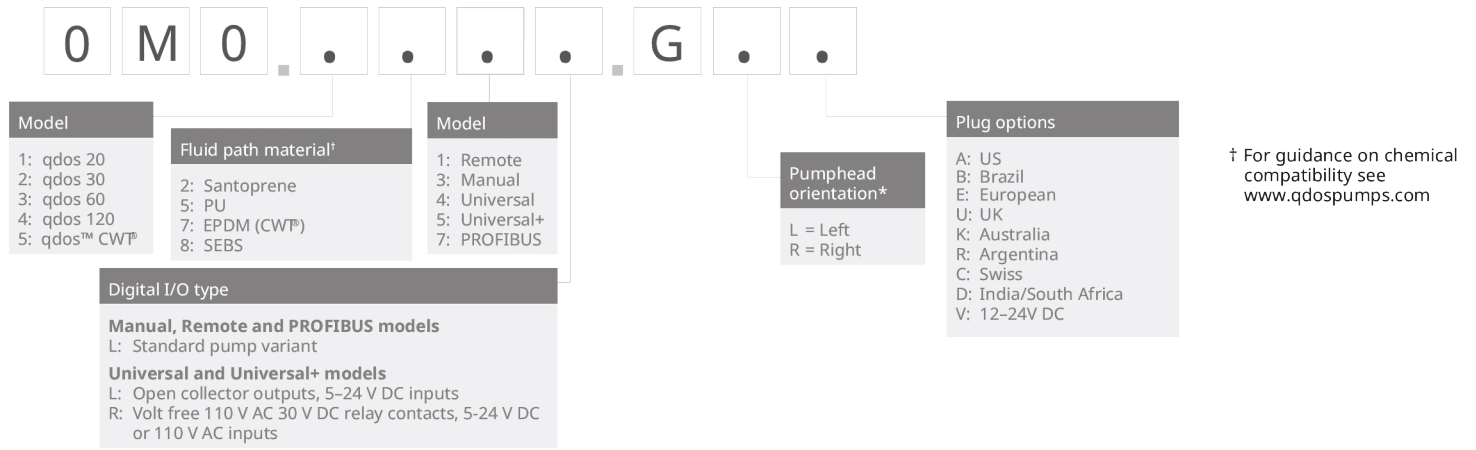 0 M 0 . . . . . . G . .
Model
1: qdos 20
2: qdos 30
3: qdos 60
4: qdos 120
5: qdos™ CWT®
Fluid path material†
2: Santoprene
5: PU
7: EPDM (CWT®)
8: SEBS
Model
1: Remote
3: Manual
4: Universal
5: Universal+
7: PROFIBUS
Digital I/O type
Manual, Remote and PROFIBUS models
L: Standard pump variant
Universal and Universal+ models
L: Open collector outputs, 5–24 V DC inputs
R: Volt free 110 V AC 30 V DC relay contacts, 5-24 V DC
or 110 V AC inputs
Pumphead
orientation*
L = Left
R = Right
Plug options
A: US
B: Brazil
E: European
U: UK
K: Australia
R: Argentina
C: Swiss
D: India/South Africa
V: 12–24V DC
† For guidance on chemical
compatibility see
www.qdospumps.com